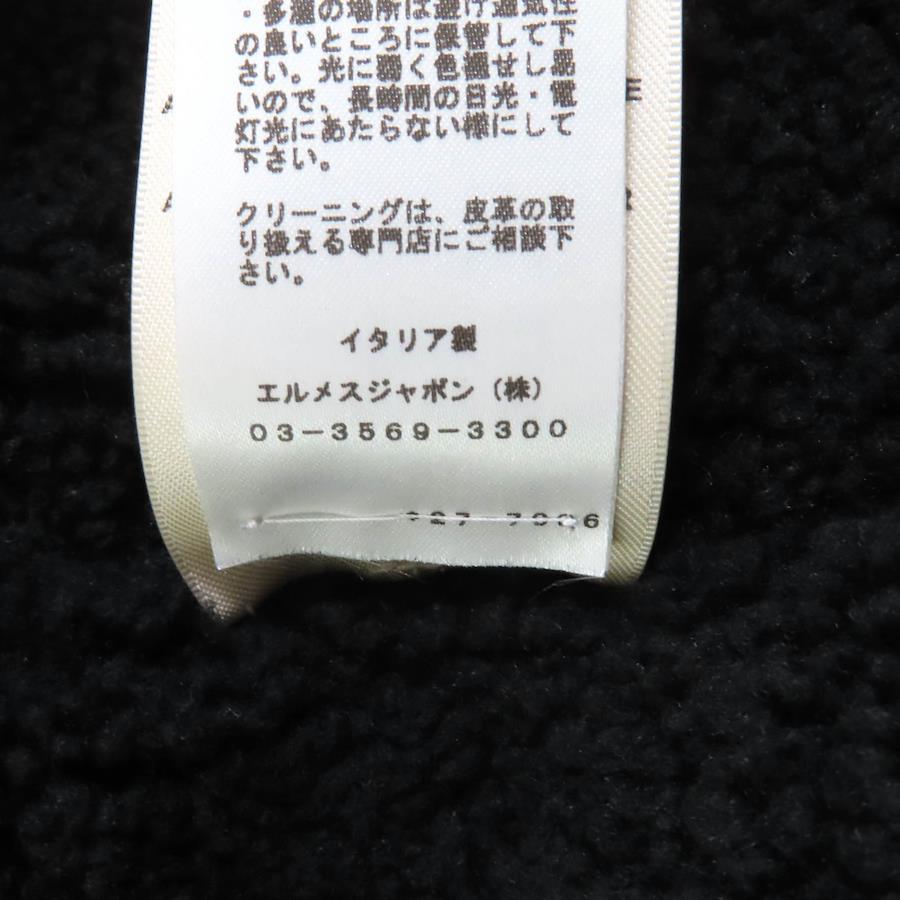 ・多湿の場所は避け通気性
の良いところに保管して下
さい。光に弱く色褪せし易
いので、長時間の日光・電
灯光にあたらない様にして
下さい。
クリーニングは、皮革の取
り扱える専門店にご相談下
さい。
イタリア製
エルメスジャポン（株）
03-3569-3300